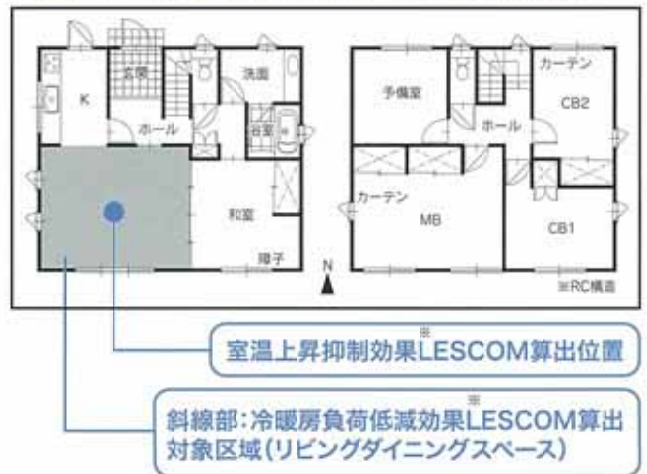 K
玄関
洗面
ホール
浴室
和室
障子
予備室
カーテン
CB2
ホール
カーテン
MB
CB1
※RC構造
N
※
室温上昇抑制効果LESCOM算出位置
※
斜線部：冷暖房負荷低減効果LESCOM算出
対象区域（リビングダイニングスペース）